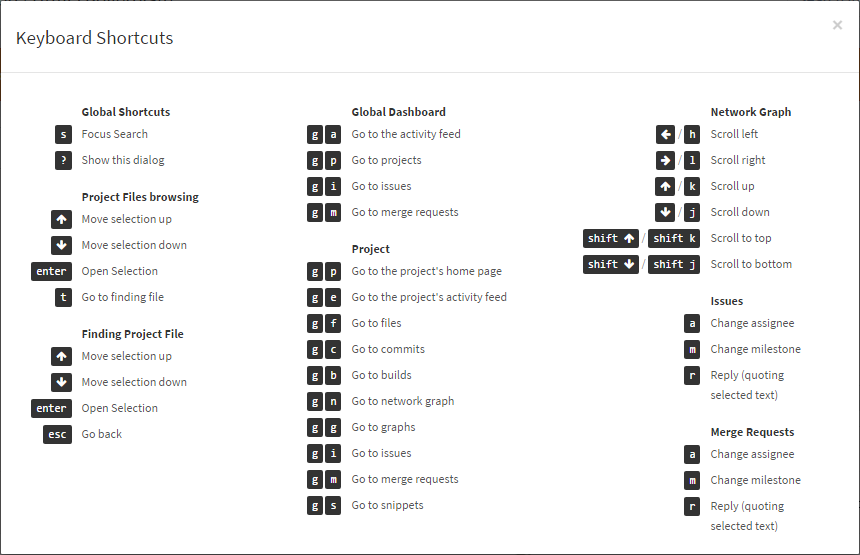 Keyboard Shortcuts
×
Global Shortcuts
s Focus Search
? Show this dialog
Project Files browsing
↑ Move selection up
↓ Move selection down
enter Open Selection
t Go to finding file
Finding Project File
↑ Move selection up
↓ Move selection down
enter Open Selection
esc Go back
Global Dashboard
g a Go to the activity feed
g p Go to projects
g i Go to issues
g m Go to merge requests
Project
g p Go to the project's home page
g e Go to the project's activity feed
g f Go to files
g c Go to commits
g b Go to builds
g n Go to network graph
g g Go to graphs
g i Go to issues
g m Go to merge requests
g s Go to snippets
Network Graph
← / h Scroll left
→ / l Scroll right
↑ / k Scroll up
↓ / j Scroll down
shift ↑ / shift k Scroll to top
shift ↓ / shift j Scroll to bottom
Issues
a Change assignee
m Change milestone
r Reply (quoting
selected text)
Merge Requests
a Change assignee
m Change milestone
r Reply (quoting
selected text)